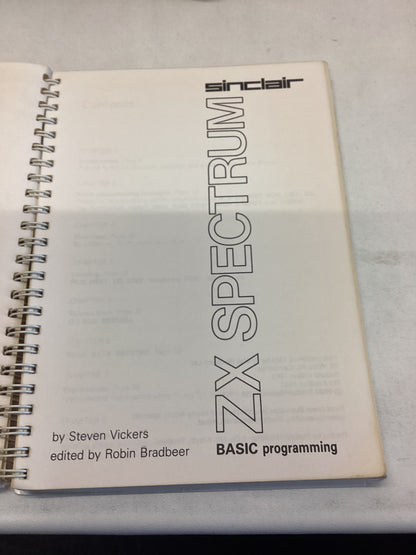 sinclair
ZX SPECTRUM
by Steven Vickers
edited by Robin Bradbeer
BASIC programming